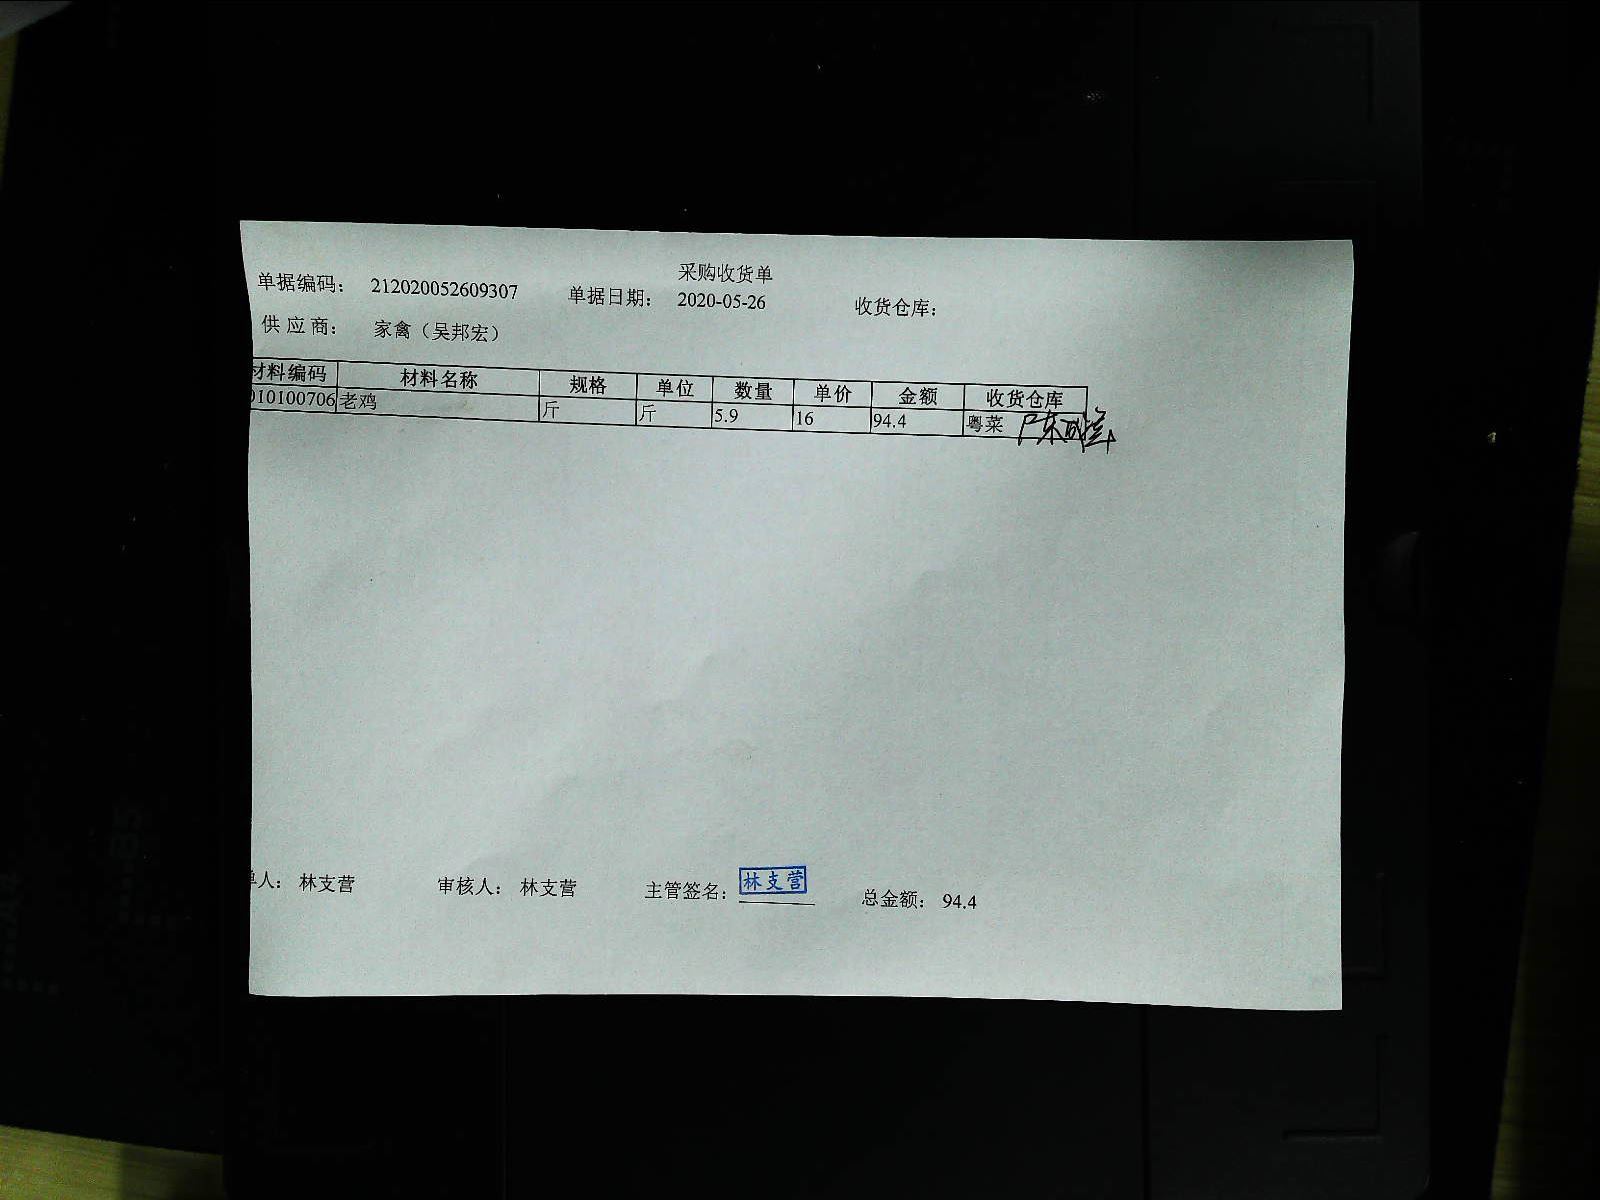 采购收货单
单据编码： 212020052609307 单据日期： 2020-05-26 收货仓库：
供 应 商： 家禽（吴邦宏）
材料编码 材料名称 规格 单位 数量 单价 金额 收货仓库
010100706 老鸡 斤 斤 5.9 16 94.4 粤菜
单人： 林支营 审核人： 林支营 主管签名： 林支营 总金额： 94.4